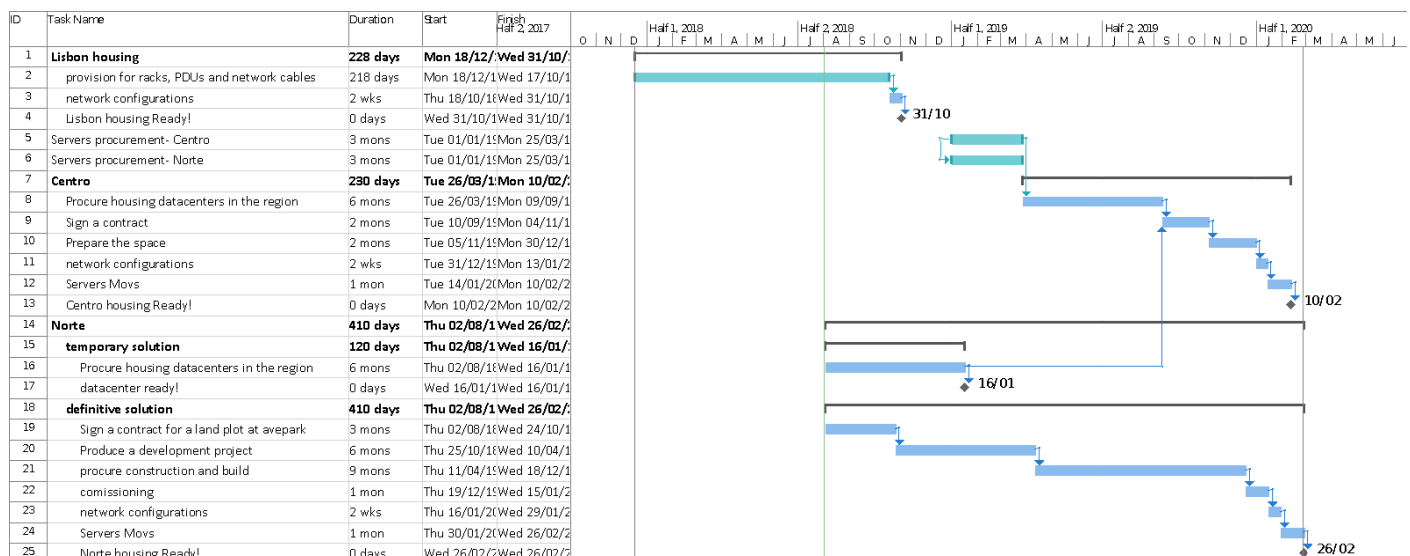 ID Task Name Duration Start Finish
Half 2, 2017 Half 1, 2018 Half 2, 2018 Half 1, 2019 Half 2, 2019 Half 1, 2020
O N D J F M A M J J A S O N D J F M A M J J A S O N D J F M A M J
1 Lisbon housing 228 days Mon 18/12/: Wed 31/10/:
2 provision for racks, PDUs and network cables 218 days Mon 18/12/1 Wed 17/10/1
3 network configurations 2 wks Thu 18/10/18 Wed 31/10/1
4 Lisbon housing Ready! 0 days Wed 31/10/1 Wed 31/10/1 31/10
5 Servers procurement- Centro 3 mons Tue 01/01/19 Mon 25/03/1
6 Servers procurement- Norte 3 mons Tue 01/01/19 Mon 25/03/1
7 Centro 230 days Tue 26/03/1 Mon 10/02/:
8 Procure housing datacenters in the region 6 mons Tue 26/03/19 Mon 09/09/1
9 Sign a contract 2 mons Tue 10/09/19 Mon 04/11/1
10 Prepare the space 2 mons Tue 05/11/19 Mon 30/12/1
11 network configurations 2 wks Tue 31/12/19 Mon 13/01/2
12 Servers Movs 1 mon Tue 14/01/20 Mon 10/02/2
13 Centro housing Ready! 0 days Mon 10/02/2 Mon 10/02/2 10/02
14 Norte 410 days Thu 02/08/1 Wed 26/02/:
15 temporary solution 120 days Thu 02/08/1 Wed 16/01/:
16 Procure housing datacenters in the region 6 mons Thu 02/08/18 Wed 16/01/1
17 datacenter ready! 0 days Wed 16/01/1 Wed 16/01/1 16/01
18 definitive solution 410 days Thu 02/08/1 Wed 26/02/:
19 Sign a contract for a land plot at avepark 3 mons Thu 02/08/18 Wed 24/10/1
20 Produce a development project 6 mons Thu 25/10/18 Wed 10/04/1
21 procure construction and build 9 mons Thu 11/04/19 Wed 18/12/1
22 comissioning 1 mon Thu 19/12/19 Wed 15/01/2
23 network configurations 2 wks Thu 16/01/20 Wed 29/01/2
24 Servers Movs 1 mon Thu 30/01/20 Wed 26/02/2
25 Norte housing Ready! 0 days Wed 26/02/2 Wed 26/02/2 26/02